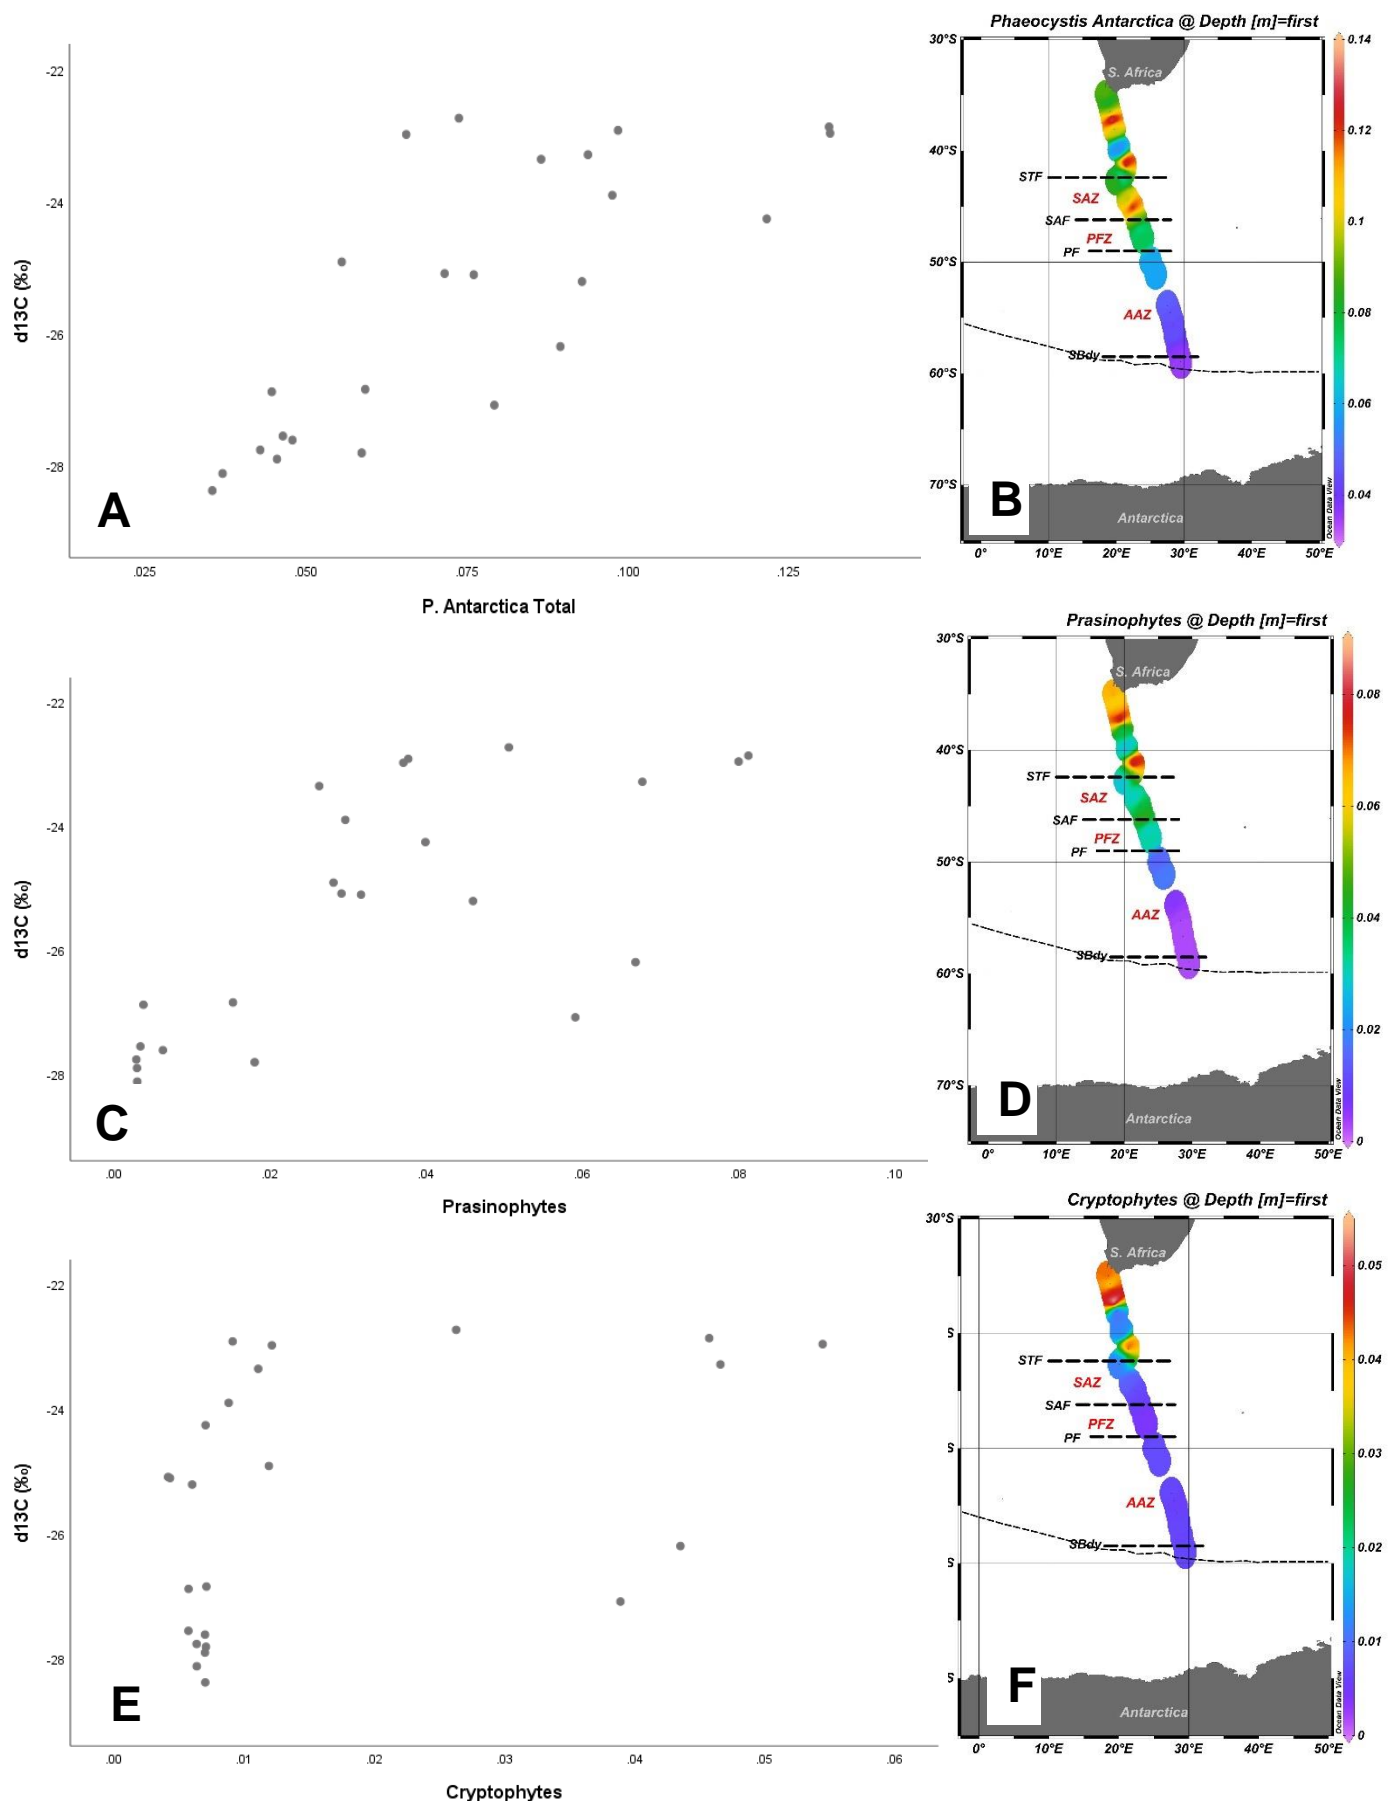 Phaeocystis Antarctica @ Depth [m]=first
-22
-24
-26
-28
d13C (‰)
A
.025 .050 .075 .100 .125
P. Antarctica Total
30°S
40°S
50°S
60°S
70°S
S. Africa
STF
SAZ
SAF
PFZ
PF
AAZ
SBdy
B
Antarctica
Ocean Data View
0° 10°E 20°E 30°E 40°E 50°E
0.14
0.12
0.1
0.08
0.06
0.04
-22
-24
-26
-28
d13C (‰)
C
.00 .02 .04 .06 .08 .10
Prasinophytes
Prasinophytes @ Depth [m]=first
30°S
40°S
50°S
60°S
70°S
S. Africa
STF
SAZ
SAF
PFZ
PF
AAZ
SBdy
D
Antarctica
Ocean Data View
0° 10°E 20°E 30°E 40°E 50°E
0.08
0.06
0.04
0.02
0
-22
-24
-26
-28
d13C (‰)
E
.00 .01 .02 .03 .04 .05 .06
Cryptophytes
Cryptophytes @ Depth [m]=first
30°S
S
S
S
S
S. Africa
STF
SAZ
SAF
PFZ
PF
AAZ
SBdy
F
Antarctica
Ocean Data View
0° 10°E 20°E 30°E 40°E 50°E
0.05
0.04
0.03
0.02
0.01
0